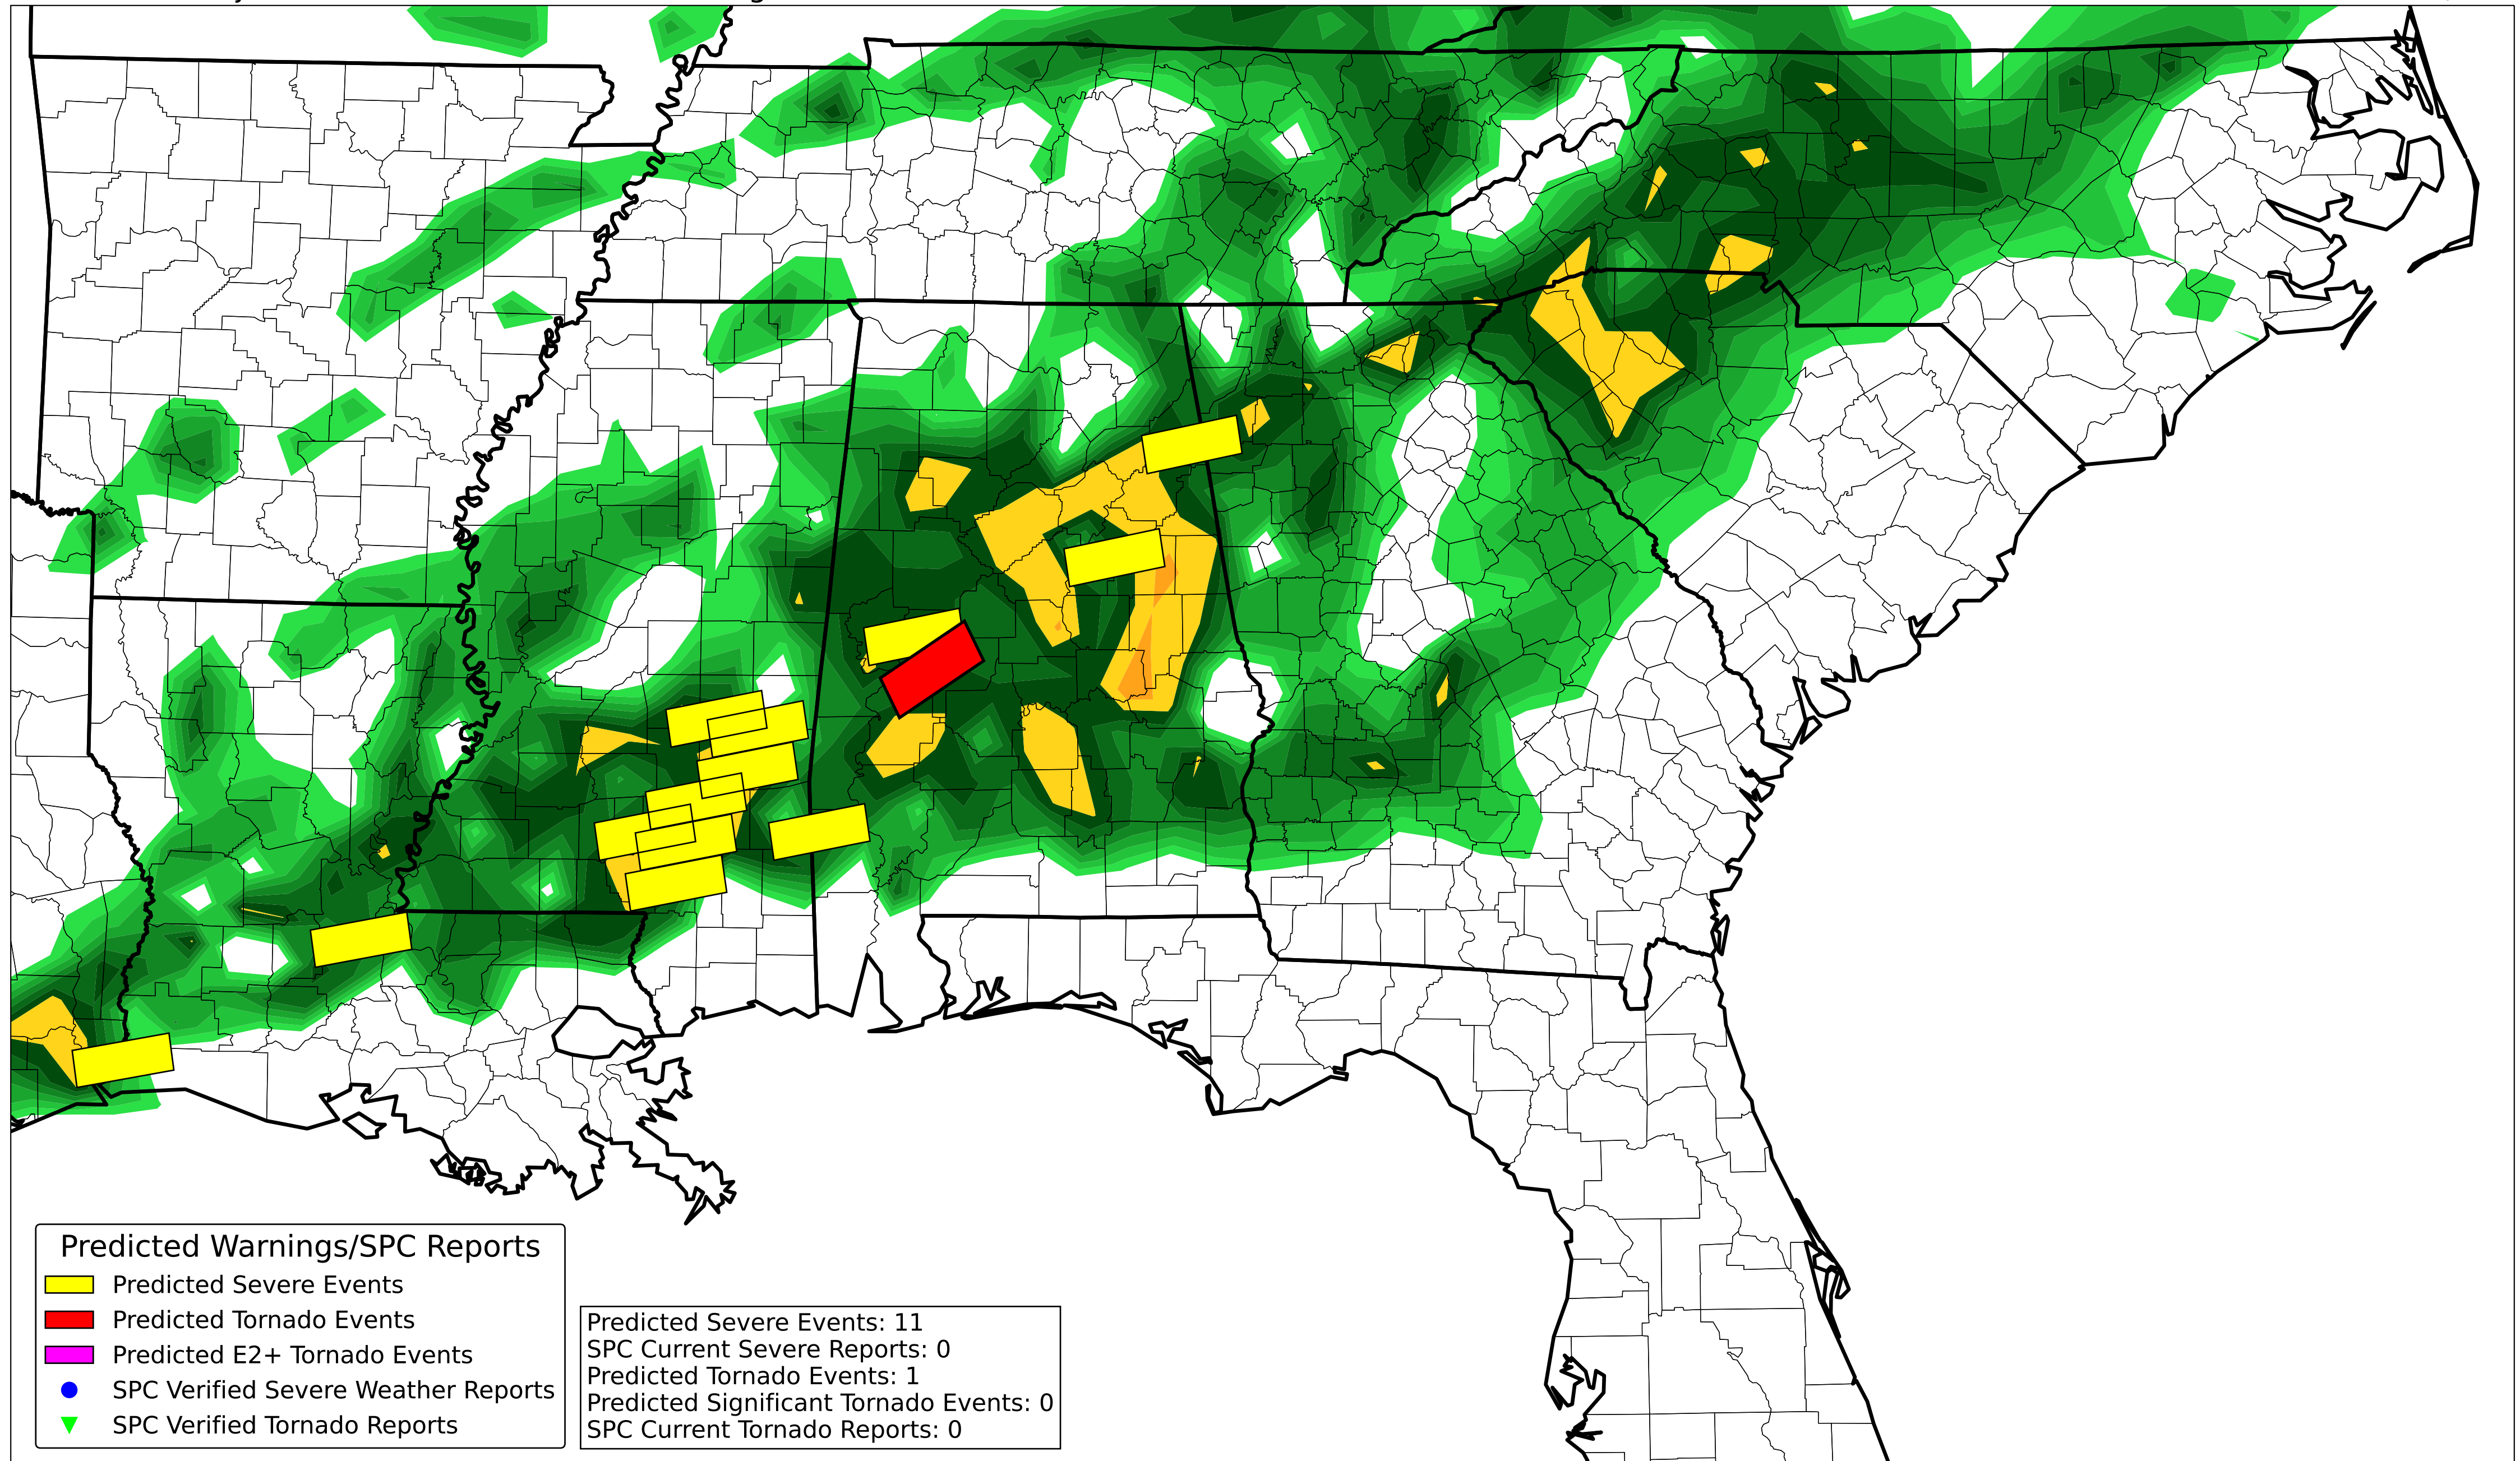 Predicted Warnings/SPC Reports
Predicted Severe Events
Predicted Tornado Events
Predicted E2+ Tornado Events
SPC Verified Severe Weather Reports
SPC Verified Tornado Reports
Predicted Severe Events: 11
SPC Current Severe Reports: 0
Predicted Tornado Events: 1
Predicted Significant Tornado Events: 0
SPC Current Tornado Reports: 0